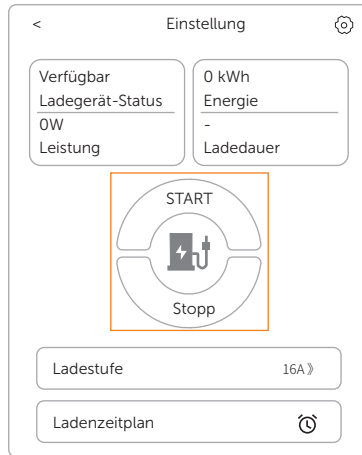 < Einstellung
Verfügbar
Ladegerät-Status
0W
Leistung
0 kWh
Energie
-
Ladedauer
START
Stopp
Ladestufe 16A》
Ladenzeitplan